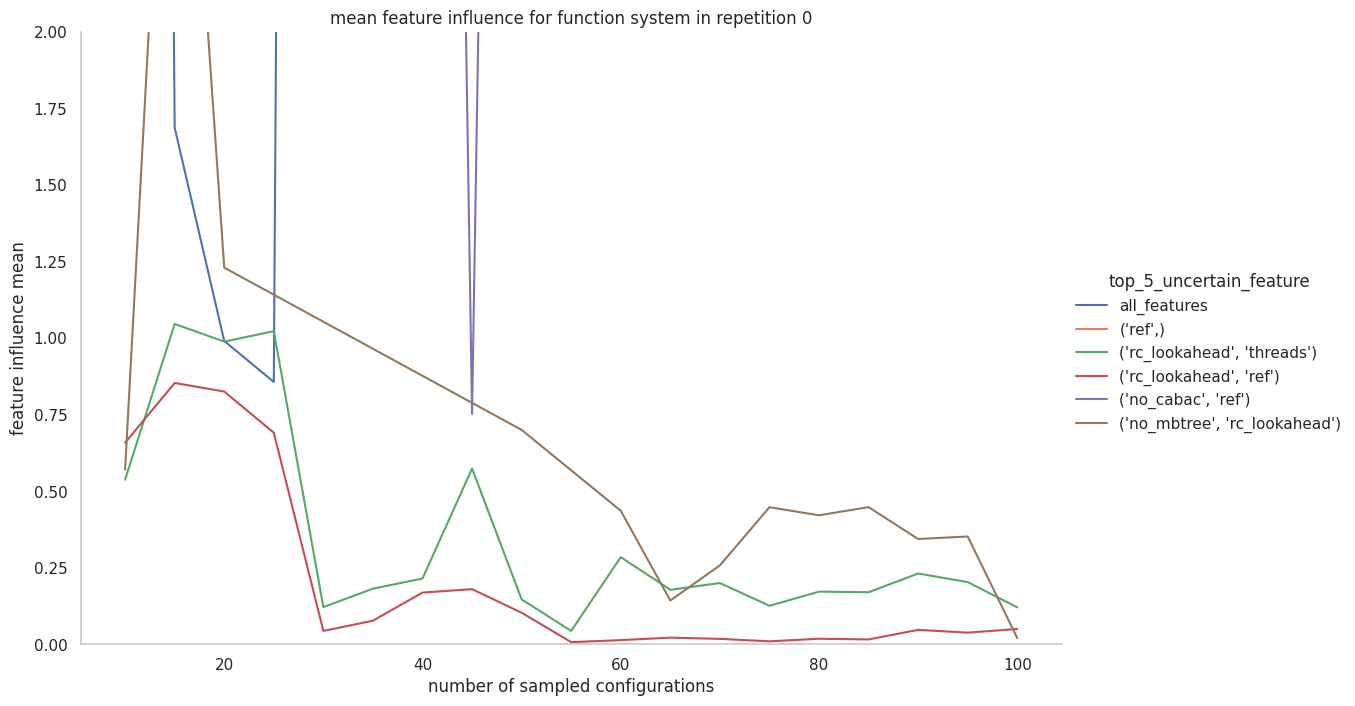 mean feature influence for function system in repetition 0
2.00
1.75
1.50
1.25
1.00
0.75
0.50
0.25
0.00
feature influence mean
20
40
60
80
100
number of sampled configurations
top_5_uncertain_feature
all_features
('ref',)
('rc_lookahead', 'threads')
('rc_lookahead', 'ref')
('no_cabac', 'ref')
('no_mbtree', 'rc_lookahead')